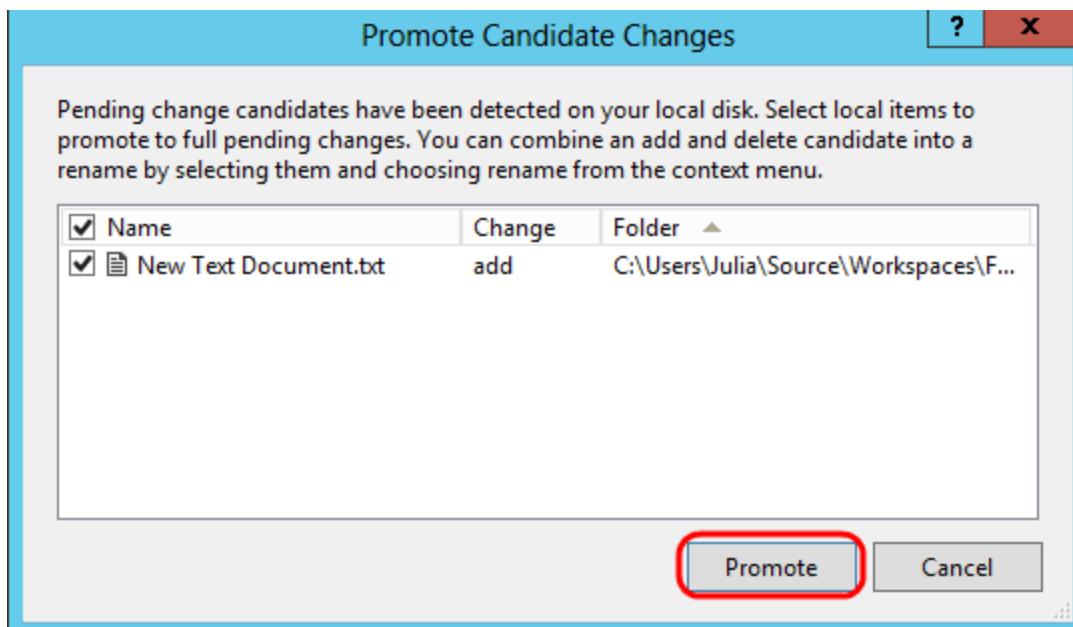 Promote Candidate Changes
? x
Pending change candidates have been detected on your local disk. Select local items to
promote to full pending changes. You can combine an add and delete candidate into a
rename by selecting them and choosing rename from the context menu.
Name Change Folder
New Text Document.txt add C:\Users\Julia\Source\Workspaces\F...
Promote Cancel